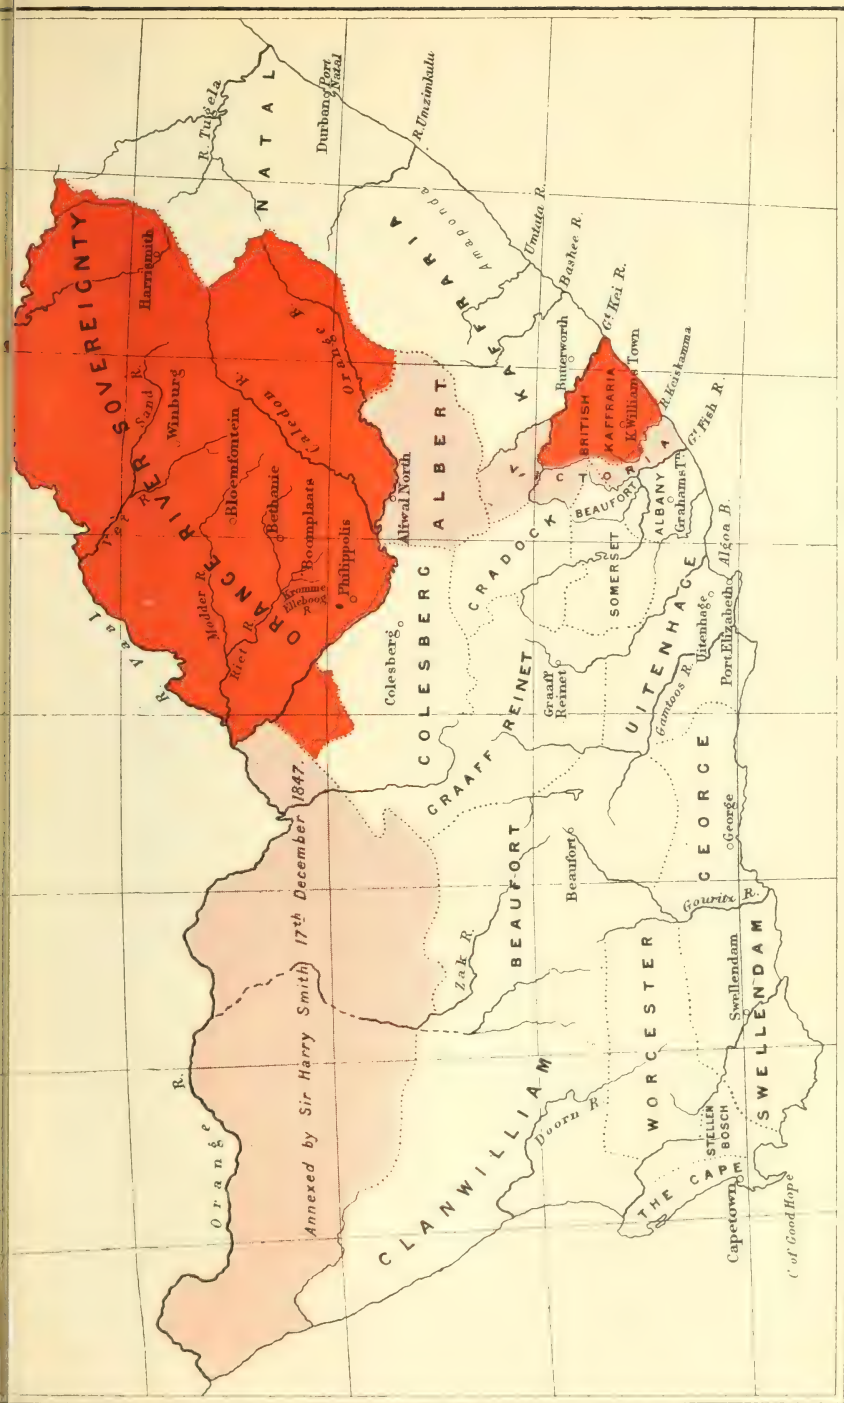 R. Tugela
NATAL
Durban
Port Natal
R. Umzimkulu
ORANGE RIVER SOVEREIGNTY
Harrismith
Sand R.
Winburg
Vet R.
R. Vaal
Bloemfontein
Caledon R.
Orange R.
Bethanie
Boomplaats
Modder R.
Riet R.
Kromme Elleboog R.
Philippolis
KAFFRARIA
Amaponda
Umtata R.
Bashee R.
Butterworth
Gt. Kei R.
BRITISH KAFFRARIA
K. Williams Town
R. Keiskamma
Gt. Fish R.
VICTORIA
ALBERT
Aliwal North
BEAUFORT
ALBANY
Grahams Tn.
CRADOCK
SOMERSET
COLESBERG
Colesberg
GRAAFF REINET
Graaff Reinet
UITENHAGE
Uitenhage
Algoa B.
Port Elizabeth
Gamtoos R.
GEORGE
George
Gouritz R.
BEAUFORT
Beaufort
Zak R.
Annexed by Sir Harry Smith 17th December 1847.
Orange R.
CLANWILLIAM
Doorn R
WORCESTER
SWELLENDAM
Swellendam
STELLEN BOSCH
THE CAPE
Capetown
C of Good Hope